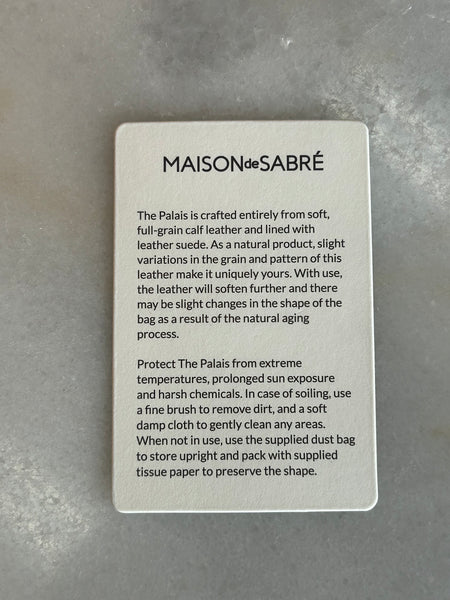 MAISONdeSABRÉ
The Palais is crafted entirely from soft,
full-grain calf leather and lined with
leather suede. As a natural product, slight
variations in the grain and pattern of this
leather make it uniquely yours. With use,
the leather will soften further and there
may be slight changes in the shape of the
bag as a result of the natural aging
process.
Protect The Palais from extreme
temperatures, prolonged sun exposure
and harsh chemicals. In case of soiling, use
a fine brush to remove dirt, and a soft
damp cloth to gently clean any areas.
When not in use, use the supplied dust bag
to store upright and pack with supplied
tissue paper to preserve the shape.